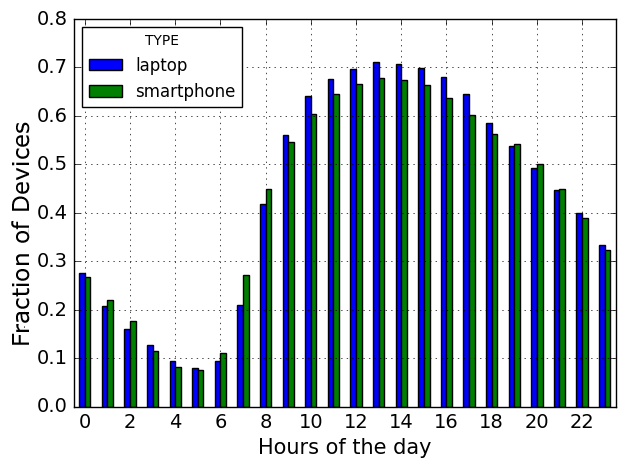 0.8
0.7
0.6
0.5
0.4
0.3
0.2
0.1
0.0
Fraction of Devices
TYPE
laptop
smartphone
0 2 4 6 8 10 12 14 16 18 20 22
Hours of the day